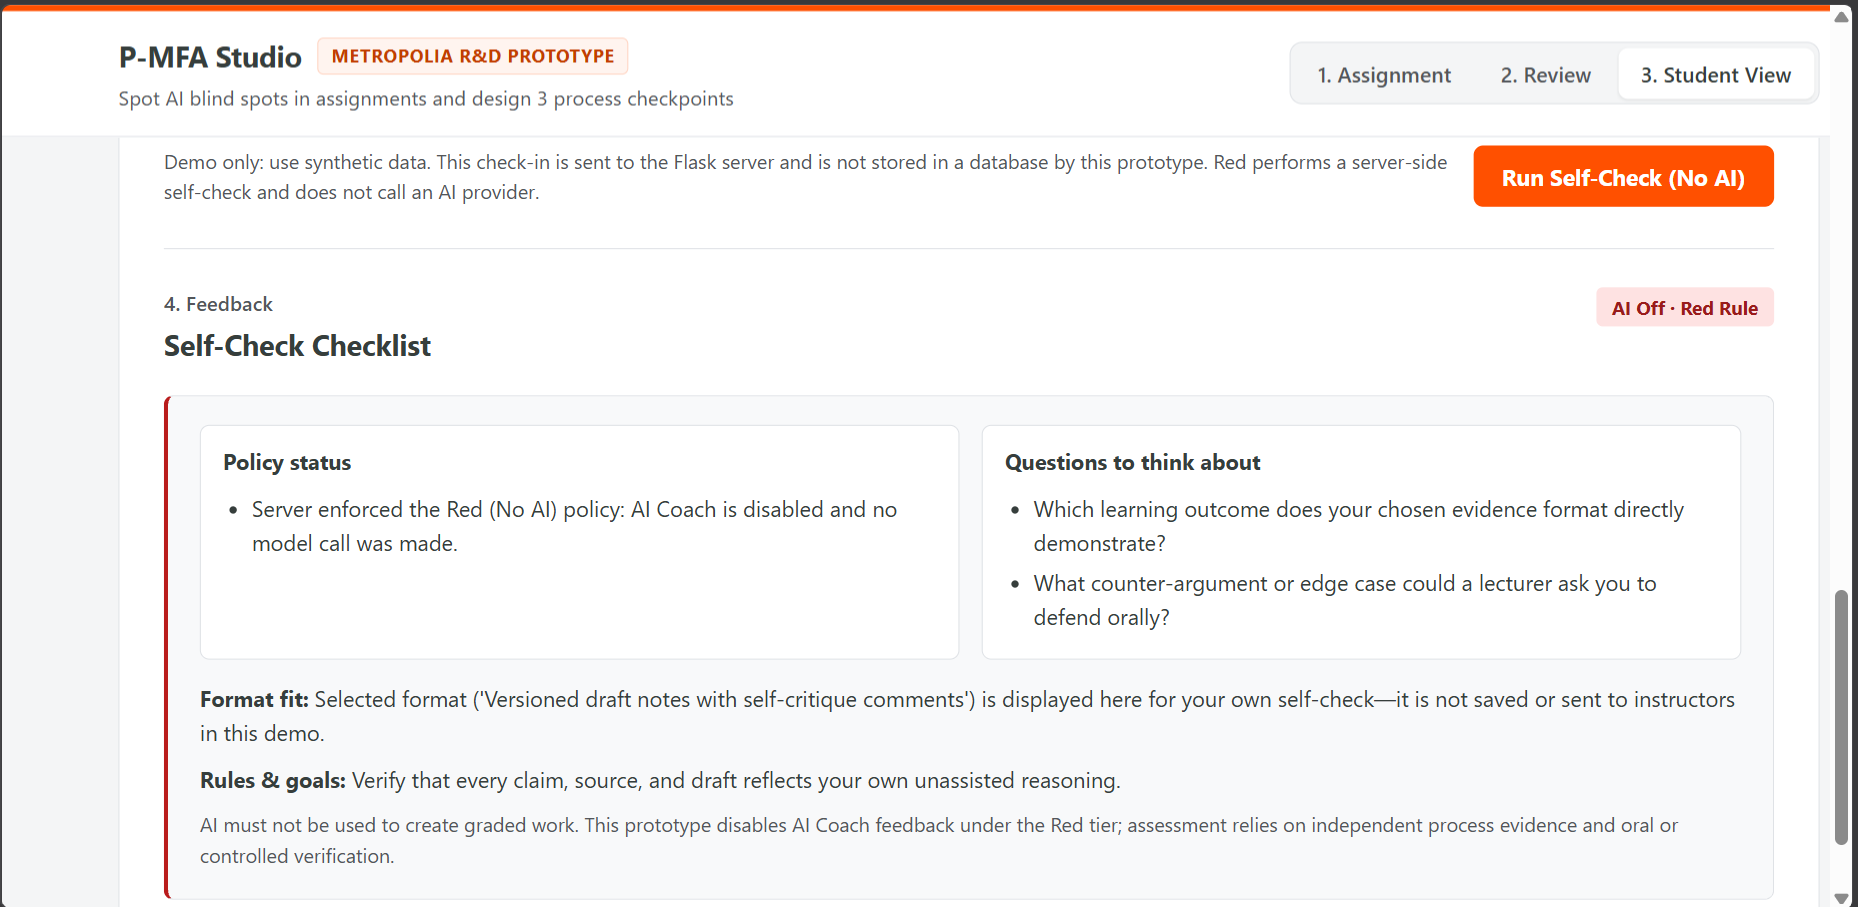 P-MFA Studio
METROPOLIA R&D PROTOTYPE
Spot AI blind spots in assignments and design 3 process checkpoints
1. Assignment
2. Review
3. Student View
Demo only: use synthetic data. This check-in is sent to the Flask server and is not stored in a database by this prototype. Red performs a server-side
self-check and does not call an AI provider.
Run Self-Check (No AI)
4. Feedback
Self-Check Checklist
AI Off · Red Rule
Policy status
• Server enforced the Red (No AI) policy: AI Coach is disabled and no
model call was made.
Questions to think about
• Which learning outcome does your chosen evidence format directly
demonstrate?
• What counter-argument or edge case could a lecturer ask you to
defend orally?
Format fit: Selected format ('Versioned draft notes with self-critique comments') is displayed here for your own self-check—it is not saved or sent to instructors
in this demo.
Rules & goals: Verify that every claim, source, and draft reflects your own unassisted reasoning.
AI must not be used to create graded work. This prototype disables AI Coach feedback under the Red tier; assessment relies on independent process evidence and oral or
controlled verification.